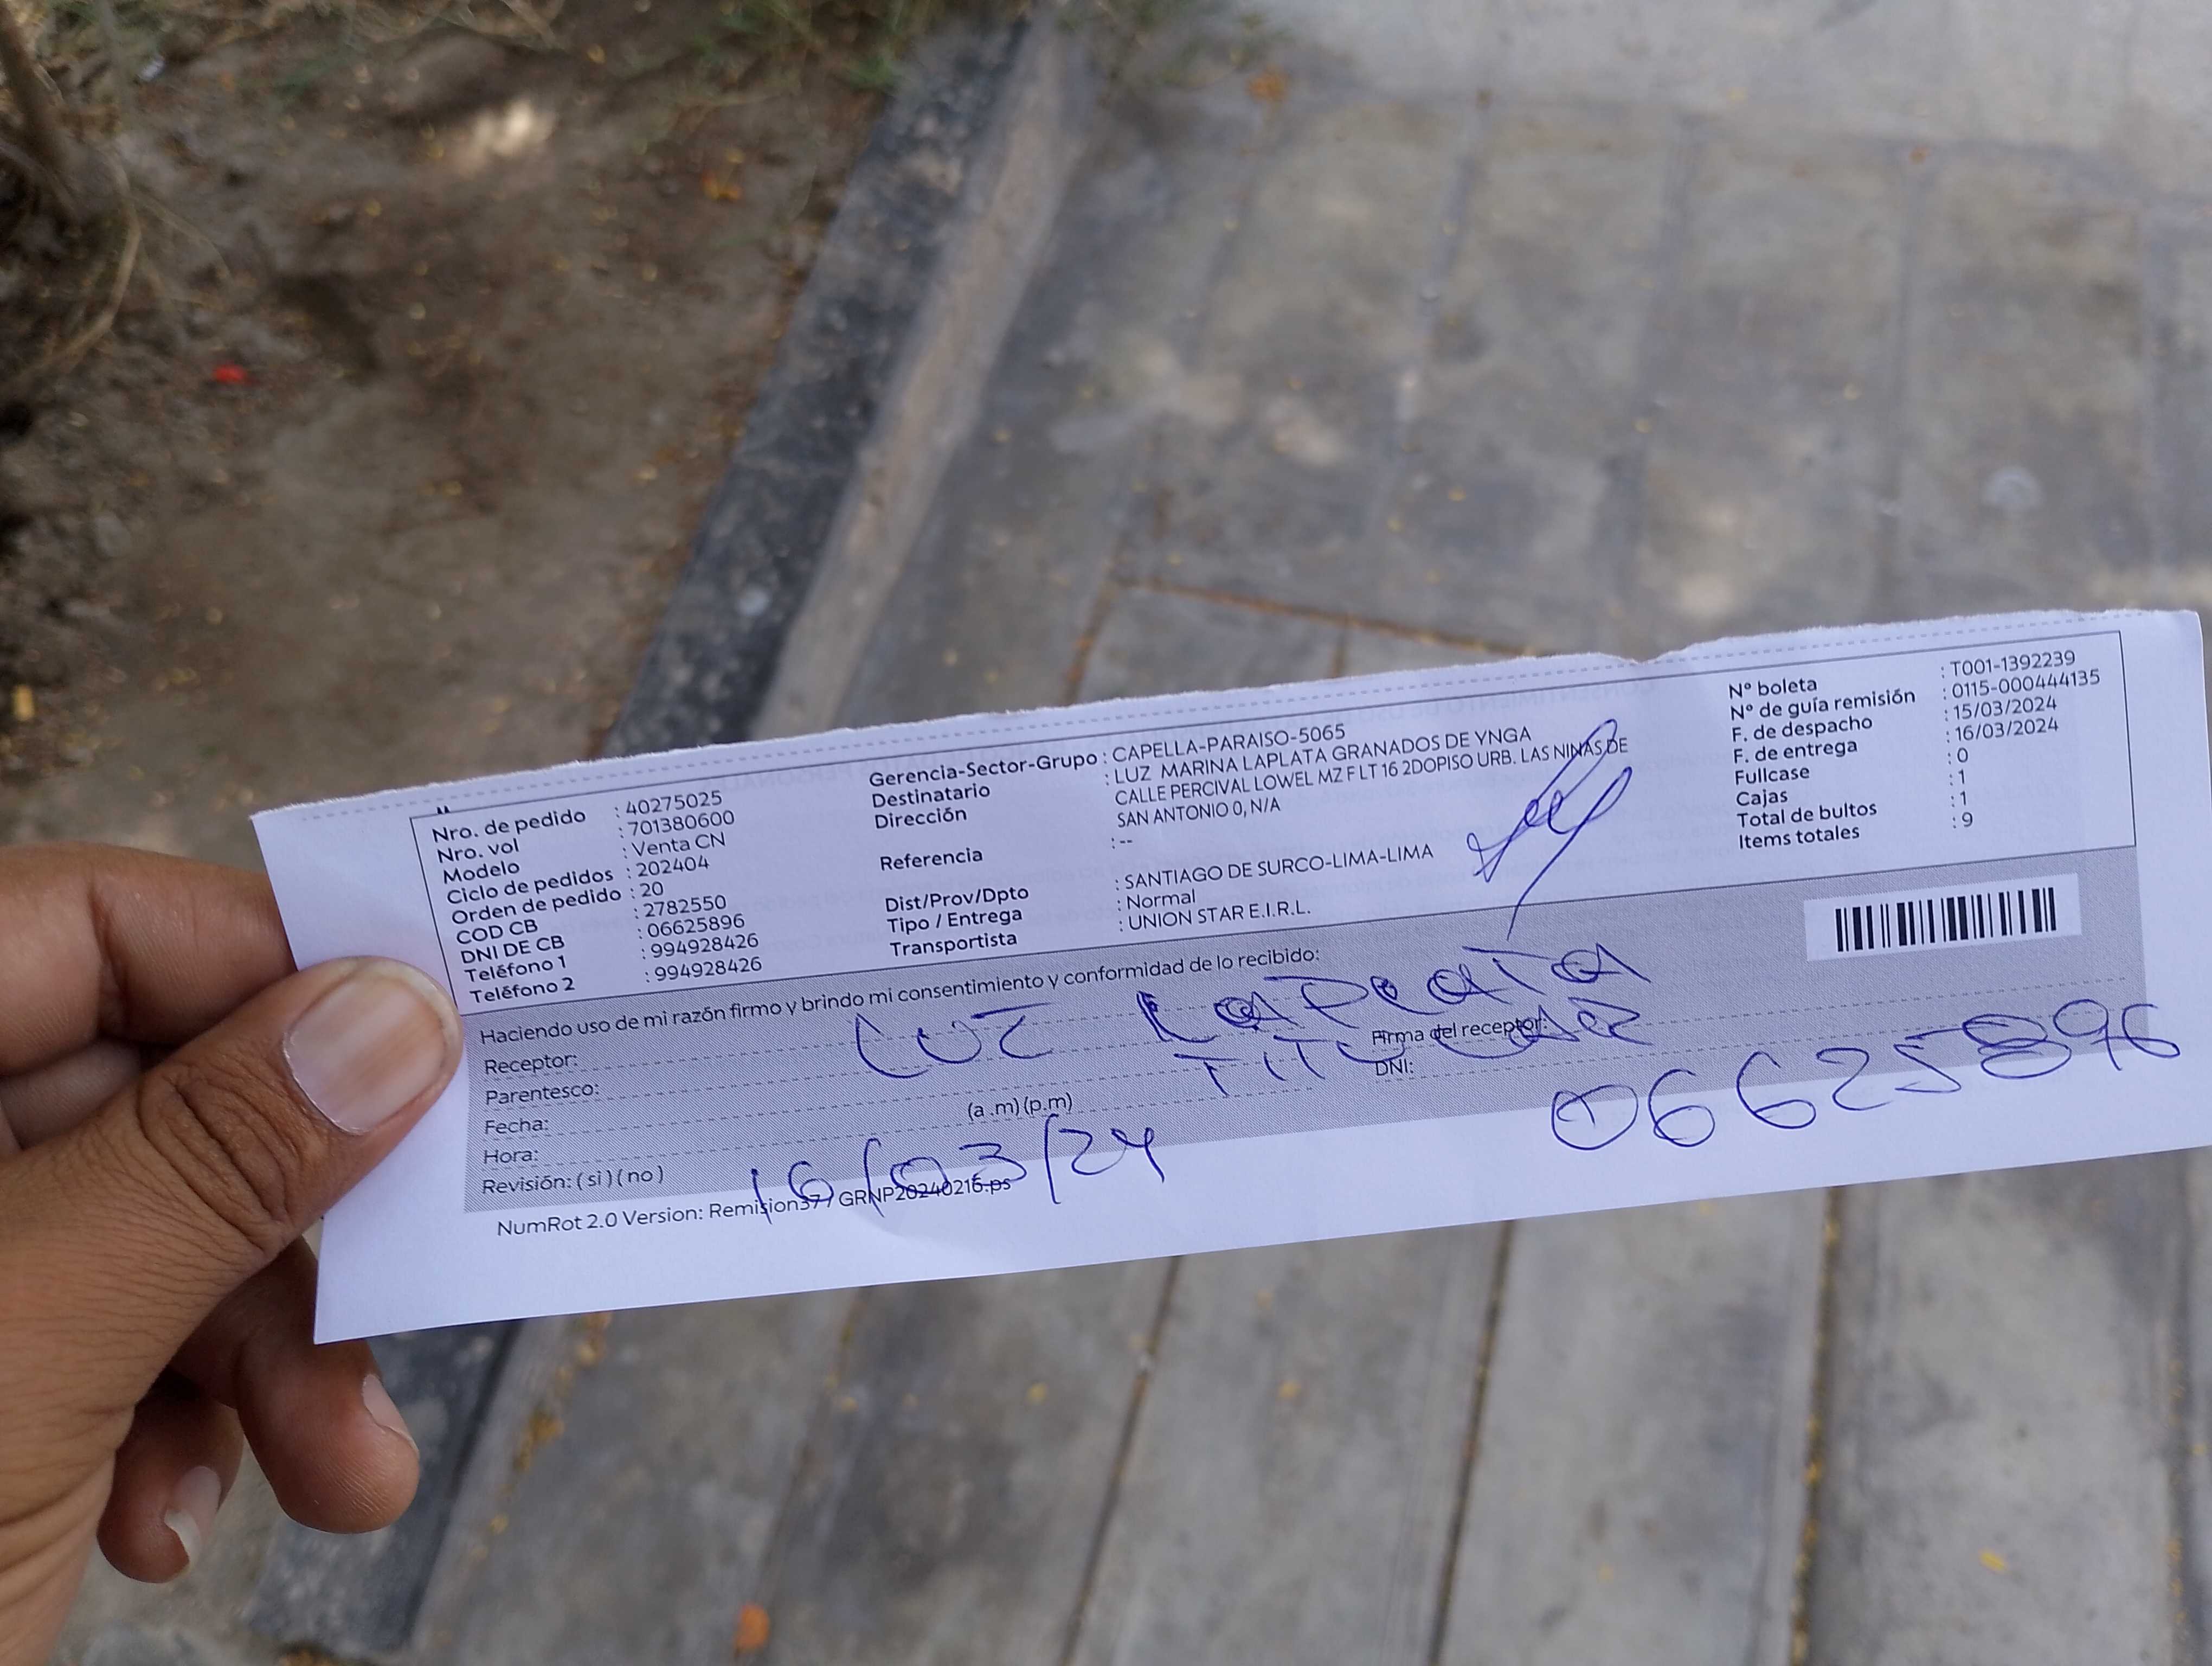 Nro. de pedido : 40275025
Nro. vol : 701380600
Modelo : Venta CN
Ciclo de pedidos : 202404
Orden de pedido : 20
COD CB : 2782550
DNI DE CB : 06625896
Teléfono 1 : 994928426
Teléfono 2 : 994928426
Gerencia-Sector-Grupo : CAPELLA-PARAISO-5065
Destinatario : LUZ MARINA LAPLATA GRANADOS DE YNGA
Dirección CALLE PERCIVAL LOWEL MZ F LT 16 2DOPISO URB. LAS NINAS DE
SAN ANTONIO 0, N/A
Referencia : --
Dist/Prov/Dpto : SANTIAGO DE SURCO-LIMA-LIMA
Tipo / Entrega : Normal
Transportista : UNION STAR E.I.R.L.
N° boleta : T001-1392239
N° de guía remisión : 0115-000444135
F. de despacho : 15/03/2024
F. de entrega : 16/03/2024
Fullcase : 0
Cajas : 1
Total de bultos : 1
Items totales : 9
Haciendo uso de mi razón firmo y brindo mi consentimiento y conformidad de lo recibido:
Receptor: LUZ LAPLATA
Firma del receptor:
Parentesco: TITULAR
DNI: 06625896
Fecha: 16/03/24
Hora: (a .m) (p.m)
Revisión: ( si ) ( no )
NumRot 2.0 Version: Remision377 GRNP20240216.ps